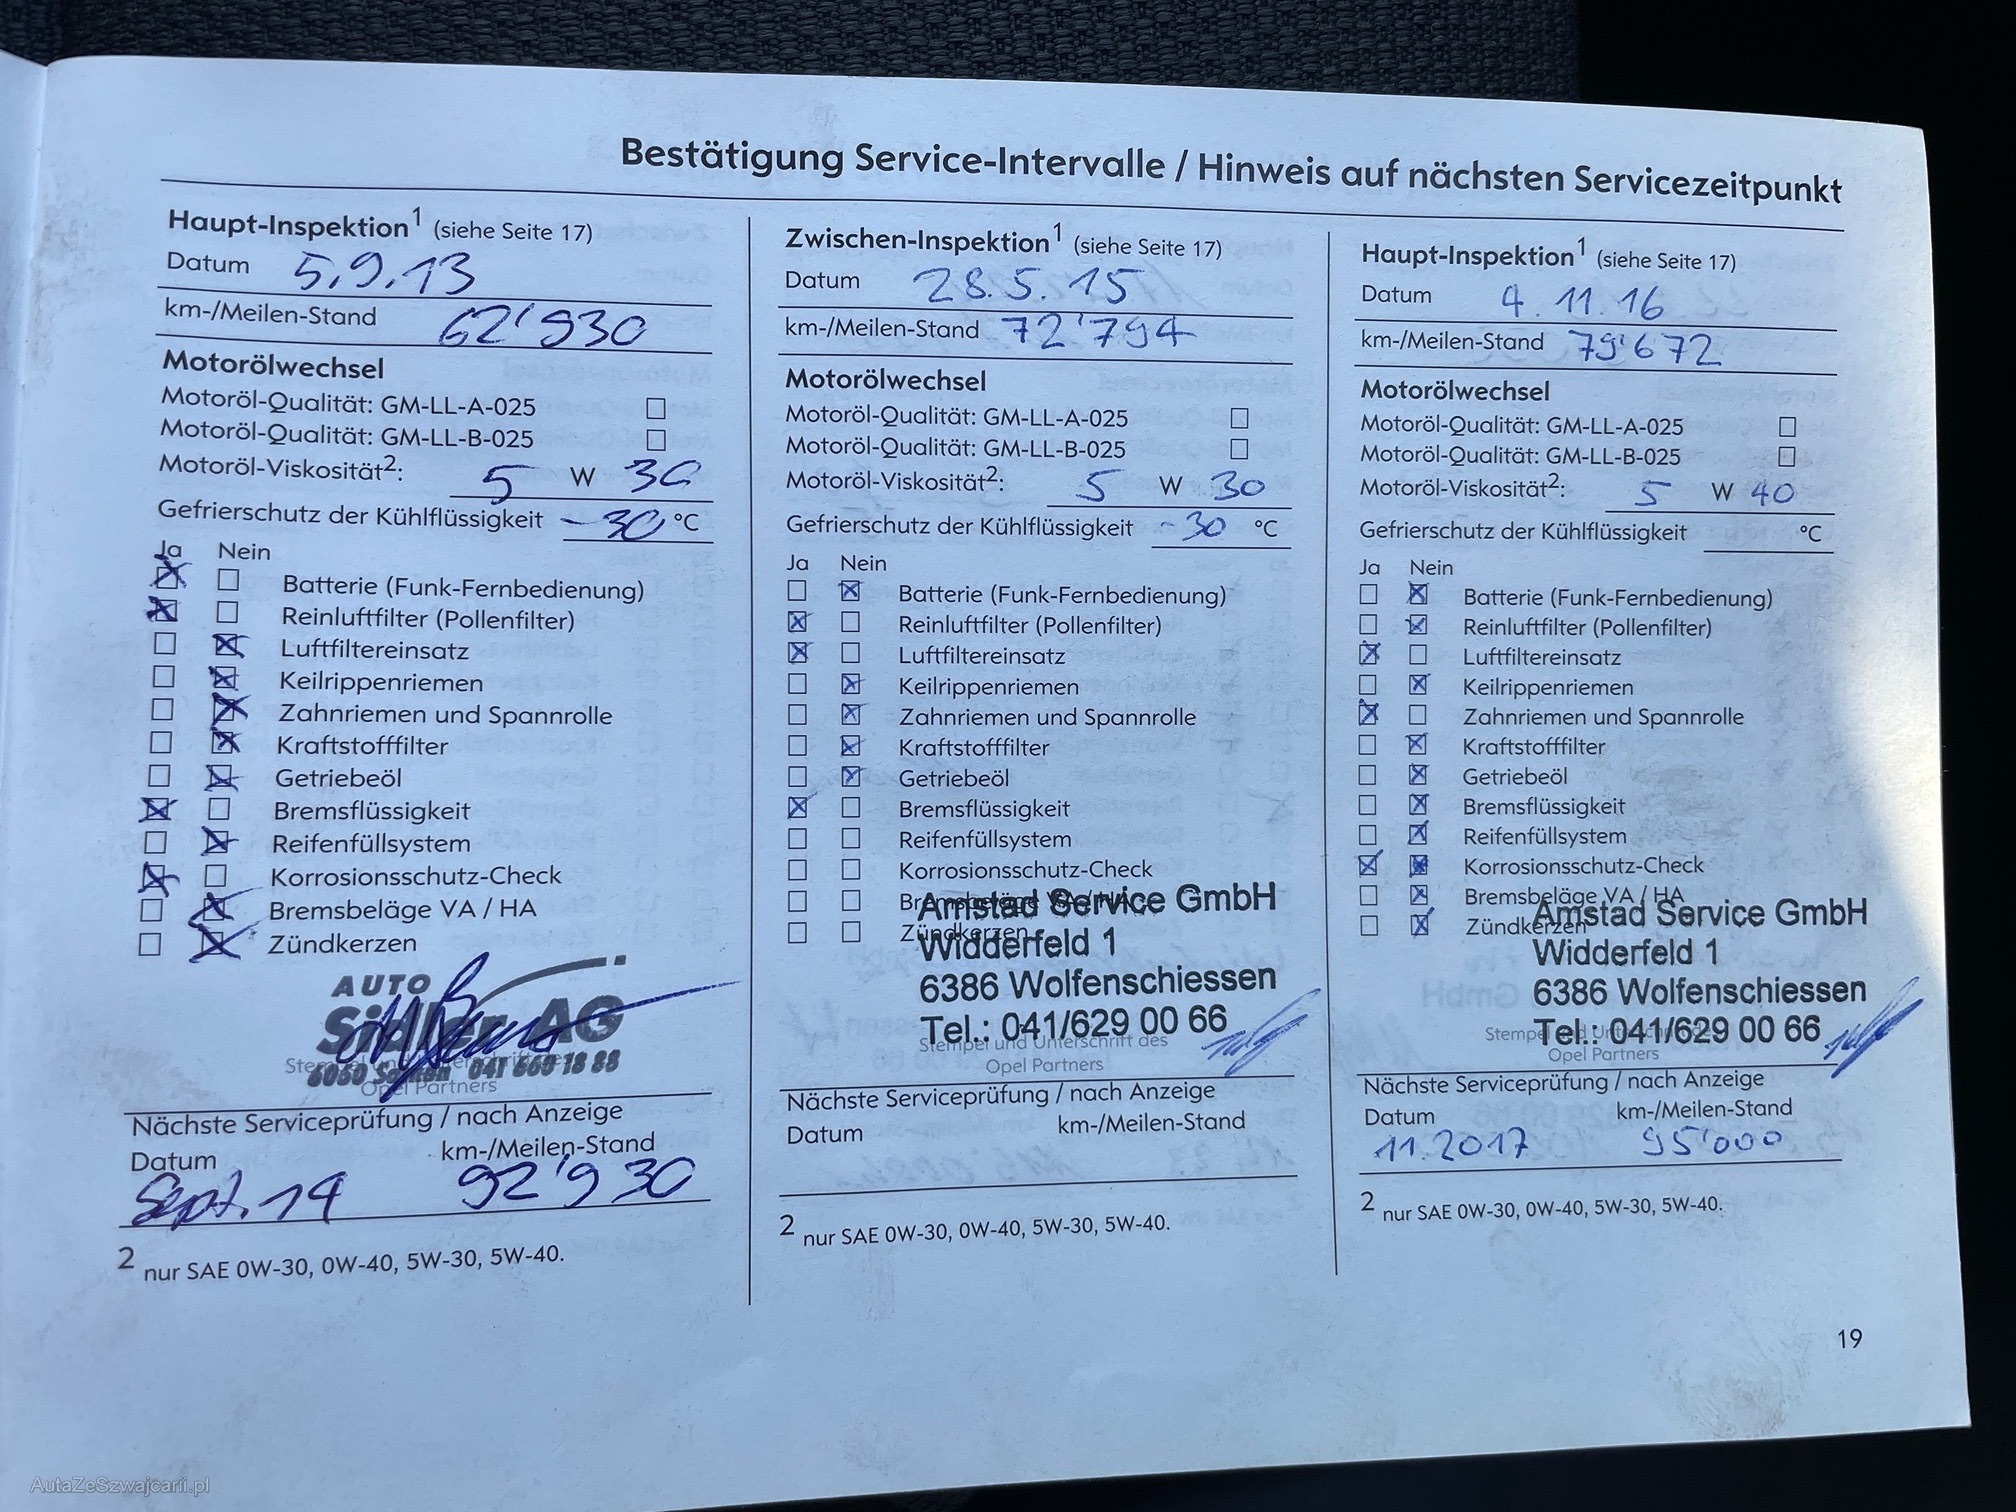 Bestätigung Service-Intervalle / Hinweis auf nächsten Servicezeitpunkt
Haupt-Inspektion¹ (siehe Seite 17)
Datum 5.9.13
km-/Meilen-Stand 62'930
Motorölwechsel
Motoröl-Qualität: GM-LL-A-025
Motoröl-Qualität: GM-LL-B-025
Motoröl-Viskosität²: 5 W 30
Gefrierschutz der Kühlflüssigkeit -30 °C
Ja Nein
Batterie (Funk-Fernbedienung)
Reinluftfilter (Pollenfilter)
Luftfiltereinsatz
Keilrippenriemen
Zahnriemen und Spannrolle
Kraftstofffilter
Getriebeöl
Bremsflüssigkeit
Reifenfüllsystem
Korrosionsschutz-Check
Bremsbeläge VA / HA
Zündkerzen
AUTO
Sidler AG
6060 Sarnen 041 660 18 88
Opel Partners
Nächste Serviceprüfung / nach Anzeige
Datum km-/Meilen-Stand
Sept. 14 92'930
2 nur SAE 0W-30, 0W-40, 5W-30, 5W-40.
Zwischen-Inspektion¹ (siehe Seite 17)
Datum 28.5.15
km-/Meilen-Stand 72'794
Motorölwechsel
Motoröl-Qualität: GM-LL-A-025
Motoröl-Qualität: GM-LL-B-025
Motoröl-Viskosität²: 5 W 30
Gefrierschutz der Kühlflüssigkeit -30 °C
Ja Nein
Batterie (Funk-Fernbedienung)
Reinluftfilter (Pollenfilter)
Luftfiltereinsatz
Keilrippenriemen
Zahnriemen und Spannrolle
Kraftstofffilter
Getriebeöl
Bremsflüssigkeit
Reifenfüllsystem
Korrosionsschutz-Check
Bremsbeläge VA / HA
Zündkerzen
Amstad Service GmbH
Widderfeld 1
6386 Wolfenschiessen
Tel.: 041/629 00 66
Stempel und Unterschrift des
Opel Partners
Nächste Serviceprüfung / nach Anzeige
Datum km-/Meilen-Stand
2 nur SAE 0W-30, 0W-40, 5W-30, 5W-40.
Haupt-Inspektion¹ (siehe Seite 17)
Datum 4.11.16
km-/Meilen-Stand 79'672
Motorölwechsel
Motoröl-Qualität: GM-LL-A-025
Motoröl-Qualität: GM-LL-B-025
Motoröl-Viskosität²: 5 W 40
Gefrierschutz der Kühlflüssigkeit °C
Ja Nein
Batterie (Funk-Fernbedienung)
Reinluftfilter (Pollenfilter)
Luftfiltereinsatz
Keilrippenriemen
Zahnriemen und Spannrolle
Kraftstofffilter
Getriebeöl
Bremsflüssigkeit
Reifenfüllsystem
Korrosionsschutz-Check
Bremsbeläge VA / HA
Zündkerzen
Amstad Service GmbH
Widderfeld 1
6386 Wolfenschiessen
Tel.: 041/629 00 66
Stempel und
Opel Partners
Nächste Serviceprüfung / nach Anzeige
Datum km-/Meilen-Stand
11.2017 95'000
2 nur SAE 0W-30, 0W-40, 5W-30, 5W-40.
19
AutaZeSzwajcarii.pl